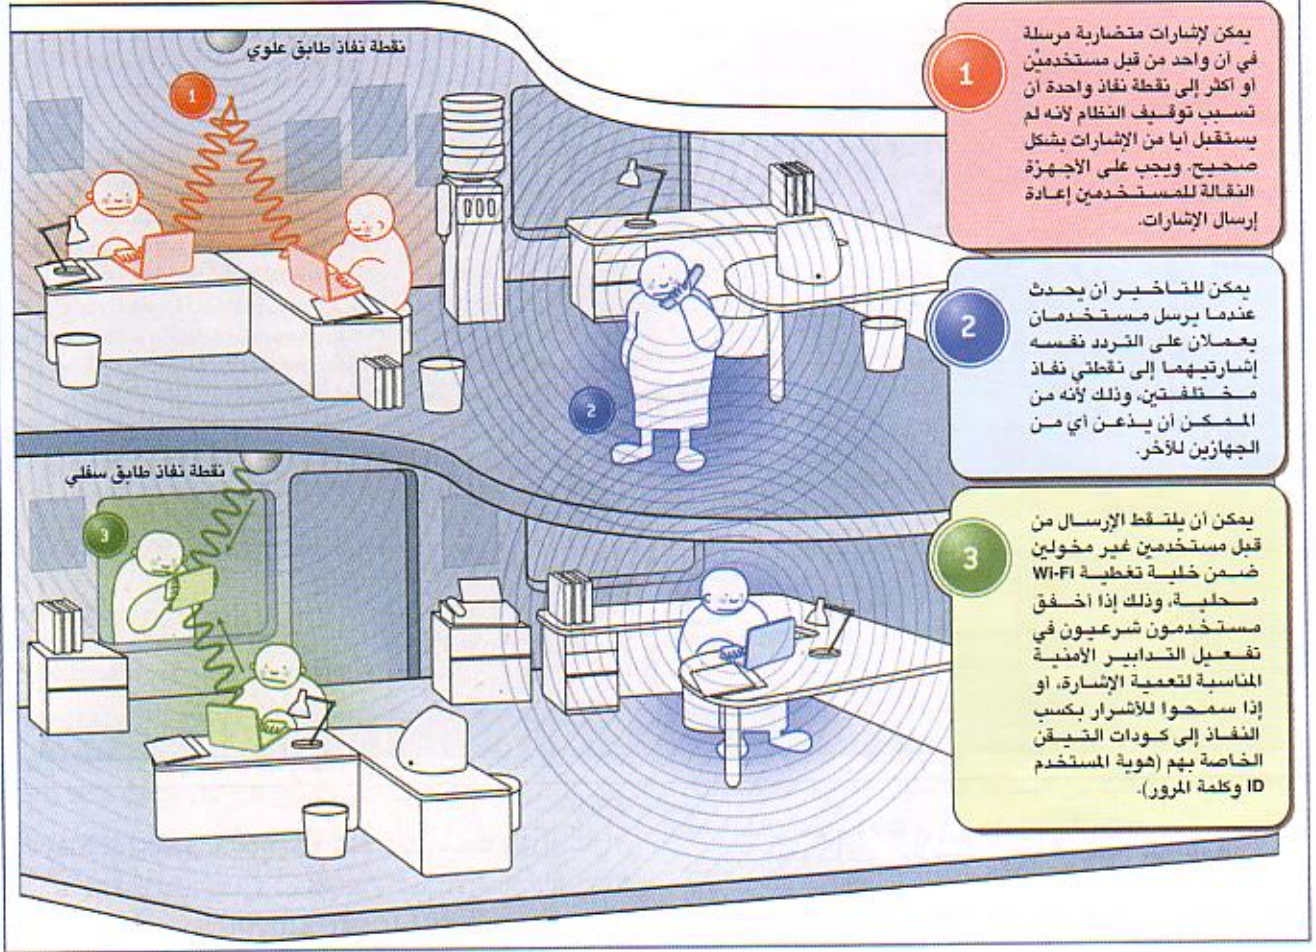 نقطة نفاذ طابق علوي
1
يمكن لإشارات متضاربة مرسلة
في آن واحد من قبل مستخدميْن
أو أكثر إلى نقطة نفاذ واحدة أن
تسبب توقيف النظام لأنه لم
يستقبل أيا من الإشارات بشكل
صحيح. ويجب على الأجهزة
النقالة للمستخدمين إعادة
إرسال الإشارات.
1
2
يمكن للتأخير أن يحدث
عندما يرسل مستخدمان
يعملان على التردد نفسه
إشارتيهما إلى نقطتي نفاذ
مختلفتين، وذلك لأنه من
الممكن أن يذعن أي من
الجهازين للآخر.
2
نقطة نفاذ طابق سفلي
3
يمكن أن يلتقط الإرسال من
قبل مستخدمين غير مخولين
ضمن خلية تغطية Wi-Fi
محلية، وذلك إذا أخفق
مستخدمون شرعيون في
تفعيل التدابير الأمنية
المناسبة لتعمية الإشارة، أو
إذا سمحوا للأشرار بكسب
النفاذ إلى كودات التيقن
الخاصة بهم (هوية المستخدم
ID وكلمة المرور).
3